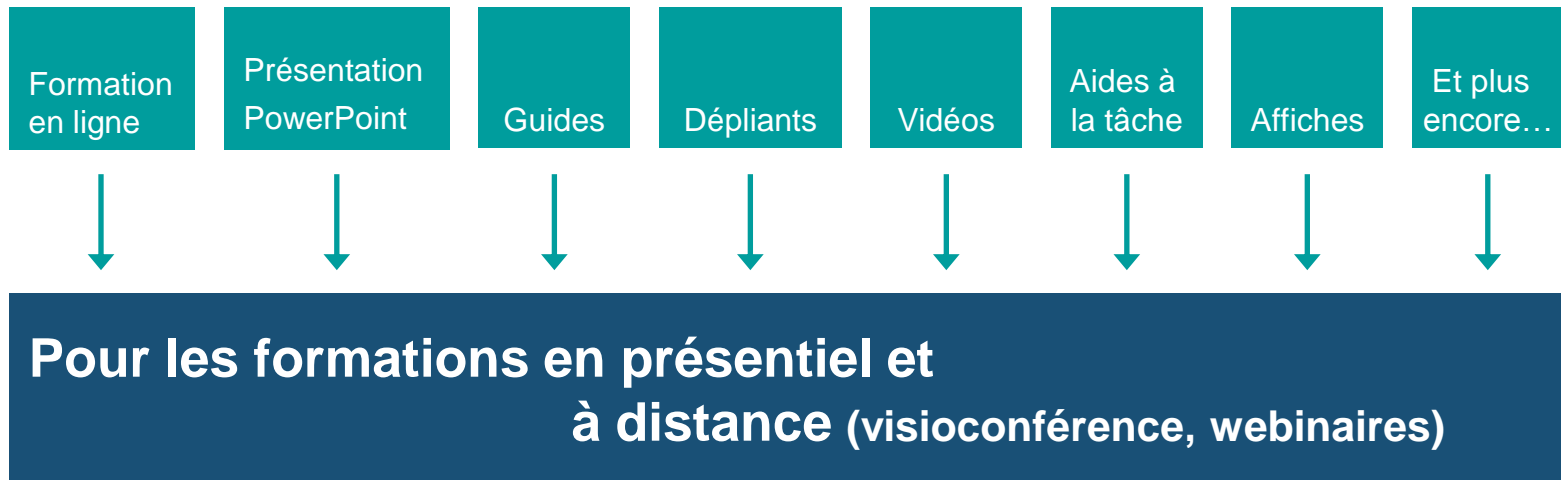 Formation
en ligne
Présentation
PowerPoint
Guides
Dépliants
Vidéos
Aides à
la tâche
Affiches
Et plus
encore…
Pour les formations en présentiel et
à distance (visioconférence, webinaires)